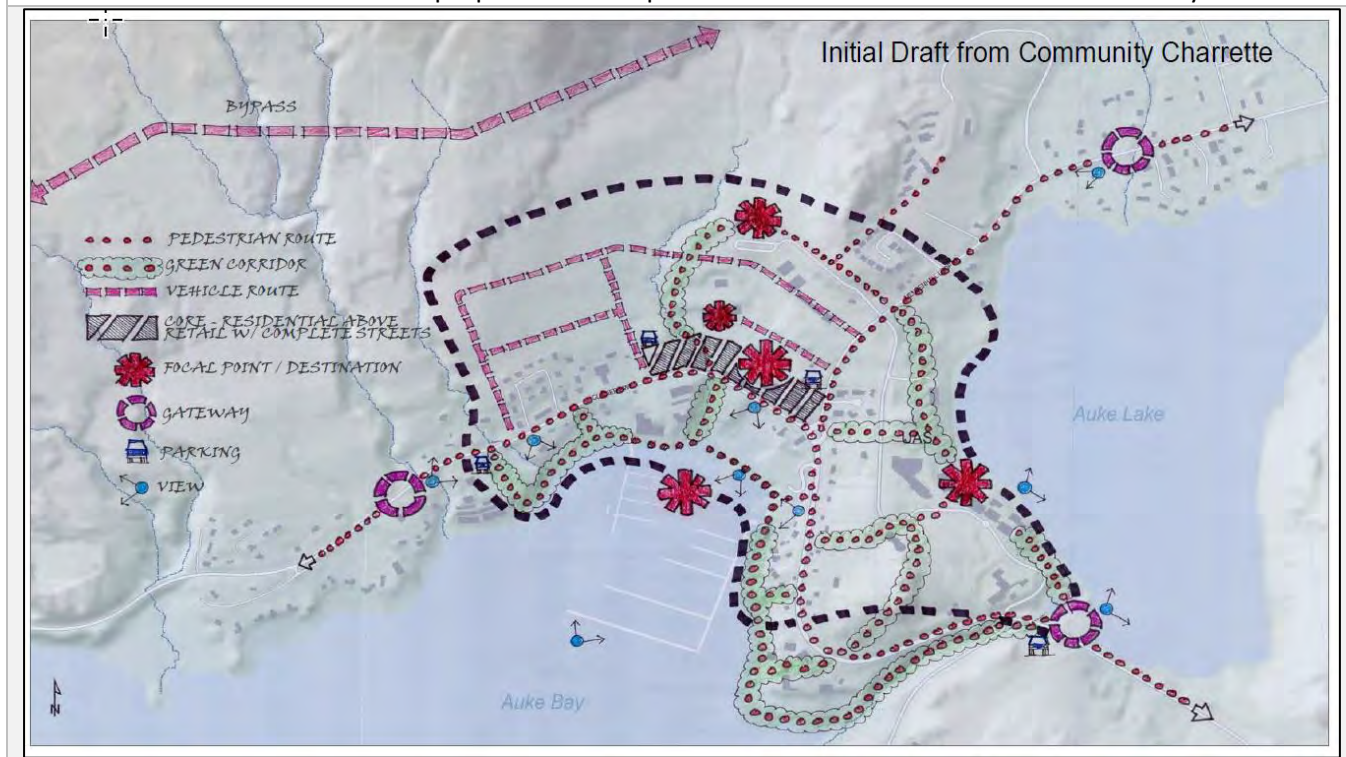 Initial Draft from Community Charrette
BYPASS
PEDESTRIAN ROUTE
GREEN CORRIDOR
VEHICLE ROUTE
CORE - RESIDENTIAL ABOVE
RETAIL W/ COMPLETE STREETS
FOCAL POINT / DESTINATION
GATEWAY
PARKING
VIEW
Auke Lake
UAS
Auke Bay
N